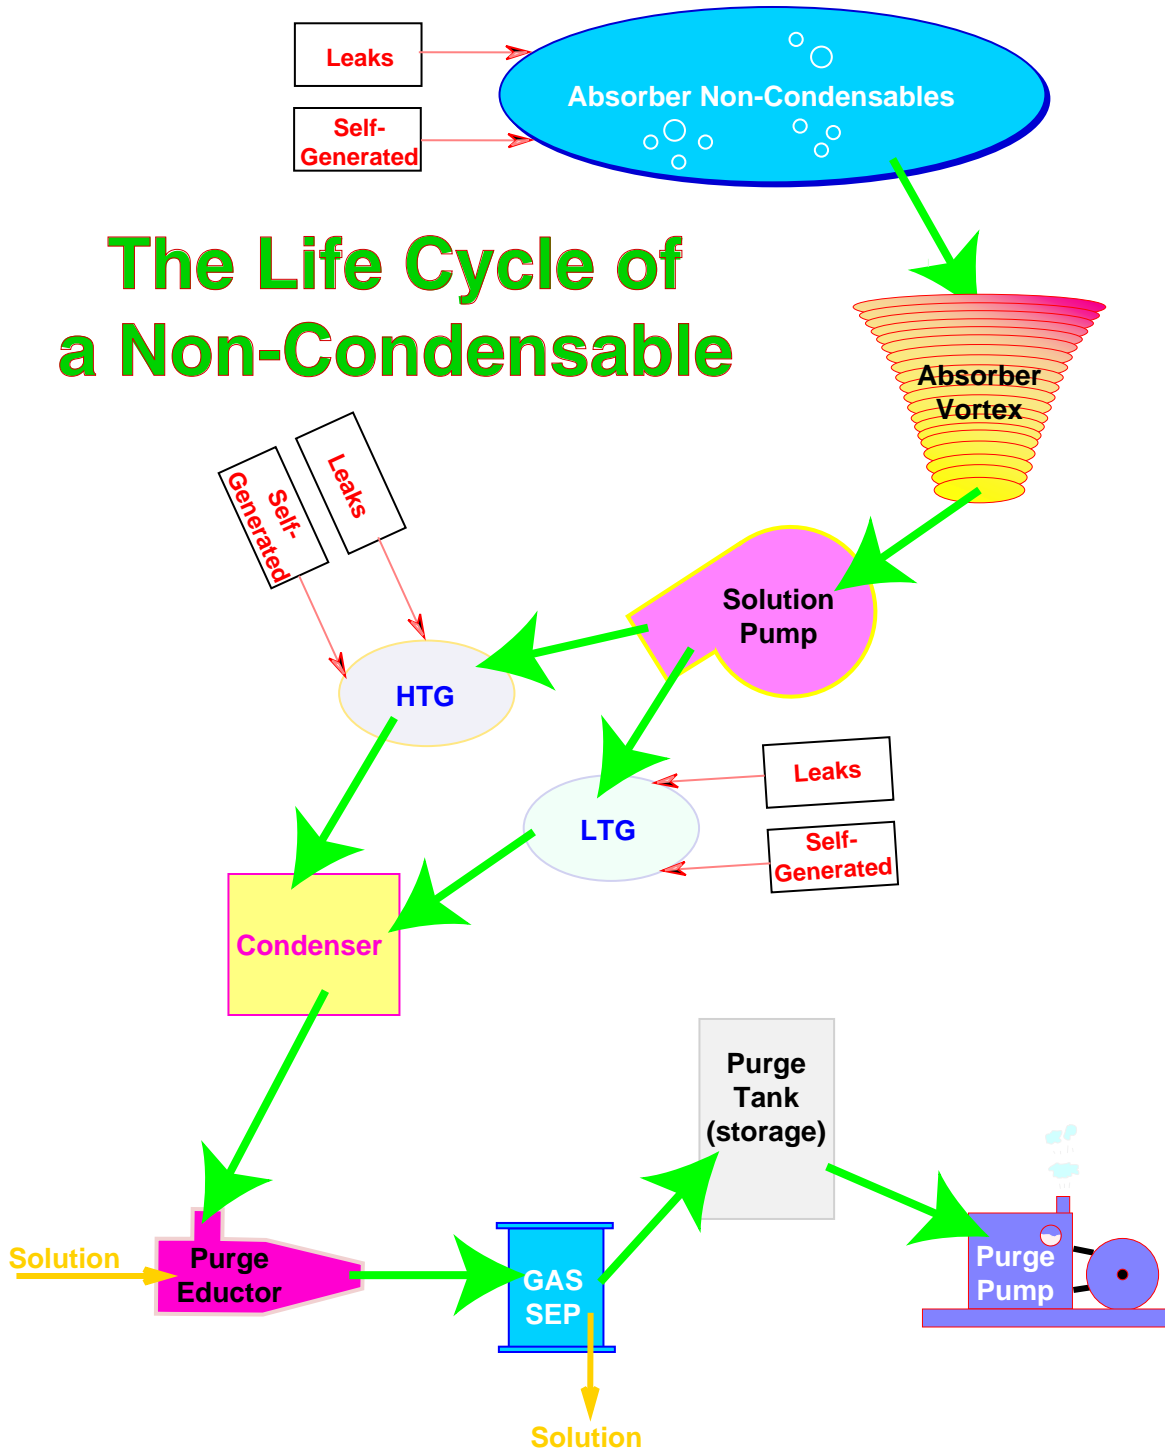 Leaks
Absorber Non-Condensables
Self-
Generated
The Life Cycle of
a Non-Condensable
Absorber
Vortex
Leaks
Self-
Generated
Solution
Pump
HTG
Leaks
LTG
Self-
Generated
Condenser
Purge
Tank
(storage)
Solution
Purge
Eductor
GAS
SEP
Purge
Pump
Solution